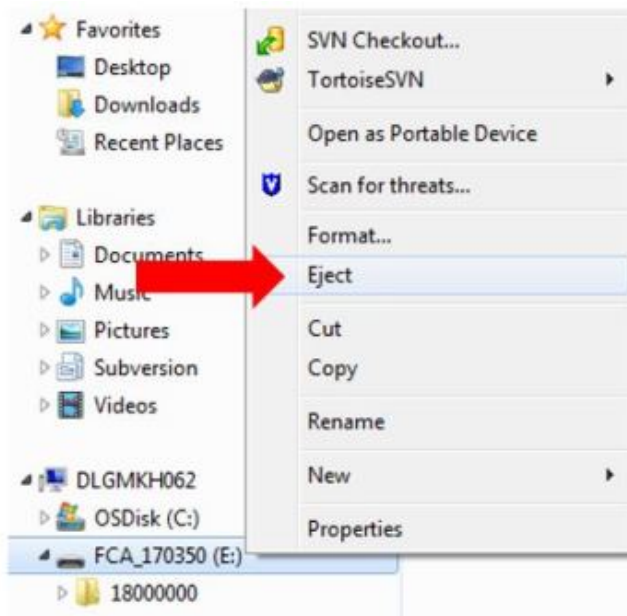 Favorites
Desktop
Downloads
Recent Places
Libraries
Documents
Music
Pictures
Subversion
Videos
DLGMKH062
OSDisk (C:)
FCA_170350 (E:)
18000000
SVN Checkout...
TortoiseSVN
Open as Portable Device
Scan for threats...
Format...
Eject
Cut
Copy
Rename
New
Properties